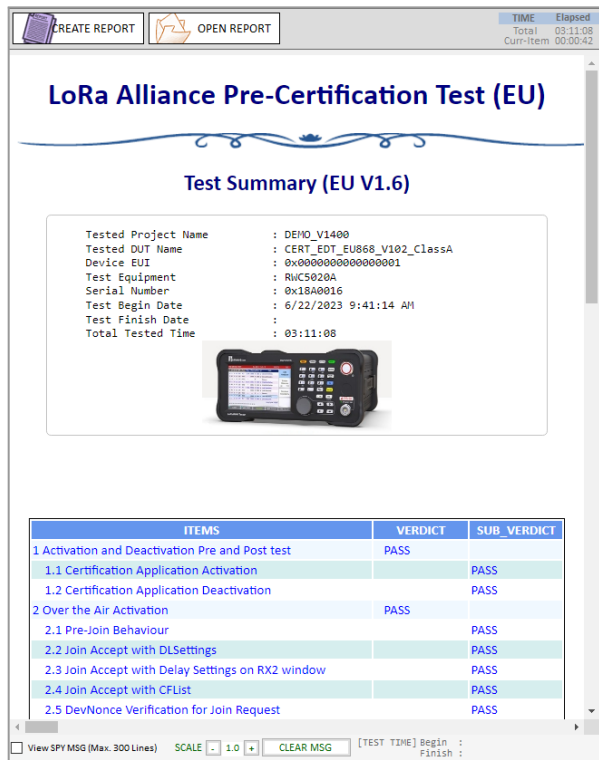 CREATE REPORT
OPEN REPORT
TIME Elapsed
Total 03:11:08
Curr-Item 00:00:42
LoRa Alliance Pre-Certification Test (EU)
Test Summary (EU V1.6)
Tested Project Name : DEMO_V1400
Tested DUT Name : CERT_EDT_EU868_V102_ClassA
Device EUI : 0x0000000000000001
Test Equipment : RWC5020A
Serial Number : 0x18A0016
Test Begin Date : 6/22/2023 9:41:14 AM
Test Finish Date :
Total Tested Time : 03:11:08
ITEMS VERDICT SUB_VERDICT
1 Activation and Deactivation Pre and Post test PASS
1.1 Certification Application Activation PASS
1.2 Certification Application Deactivation PASS
2 Over the Air Activation PASS
2.1 Pre-Join Behaviour PASS
2.2 Join Accept with DLSettings PASS
2.3 Join Accept with Delay Settings on RX2 window PASS
2.4 Join Accept with CFList PASS
2.5 DevNonce Verification for Join Request PASS
View SPY MSG (Max. 300 Lines) SCALE - 1.0 + CLEAR MSG [TEST TIME] Begin :
Finish :